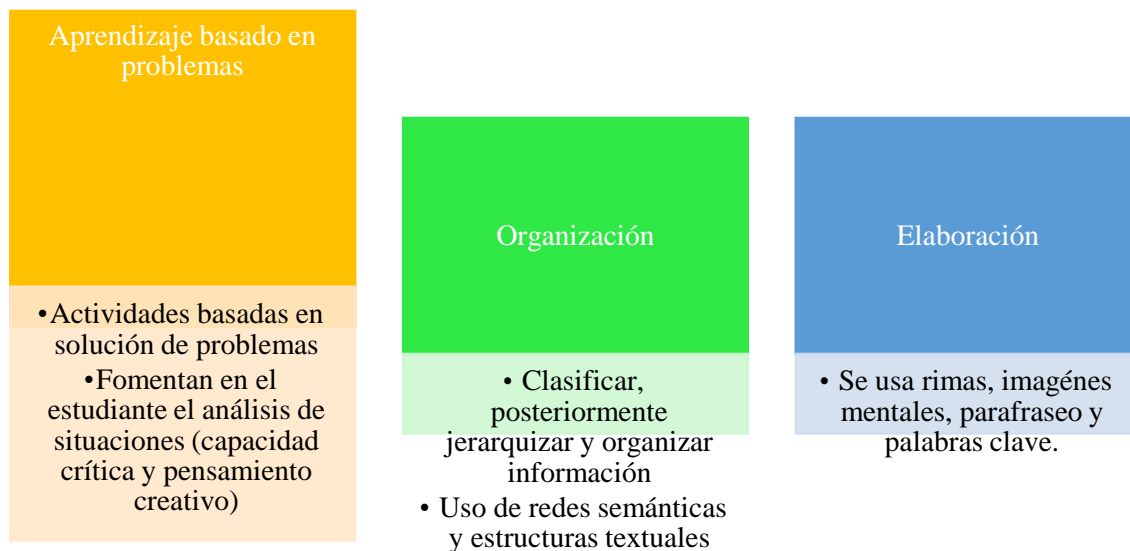 Aprendizaje basado en
problemas
•Actividades basadas en
solución de problemas
•Fomentan en el
estudiante el análisis de
situaciones (capacidad
crítica y pensamiento
creativo)
Organización
• Clasificar,
posteriormente
jerarquizar y organizar
información
• Uso de redes semánticas
y estructuras textuales
Elaboración
• Se usa rimas, imagénes
mentales, parafraseo y
palabras clave.